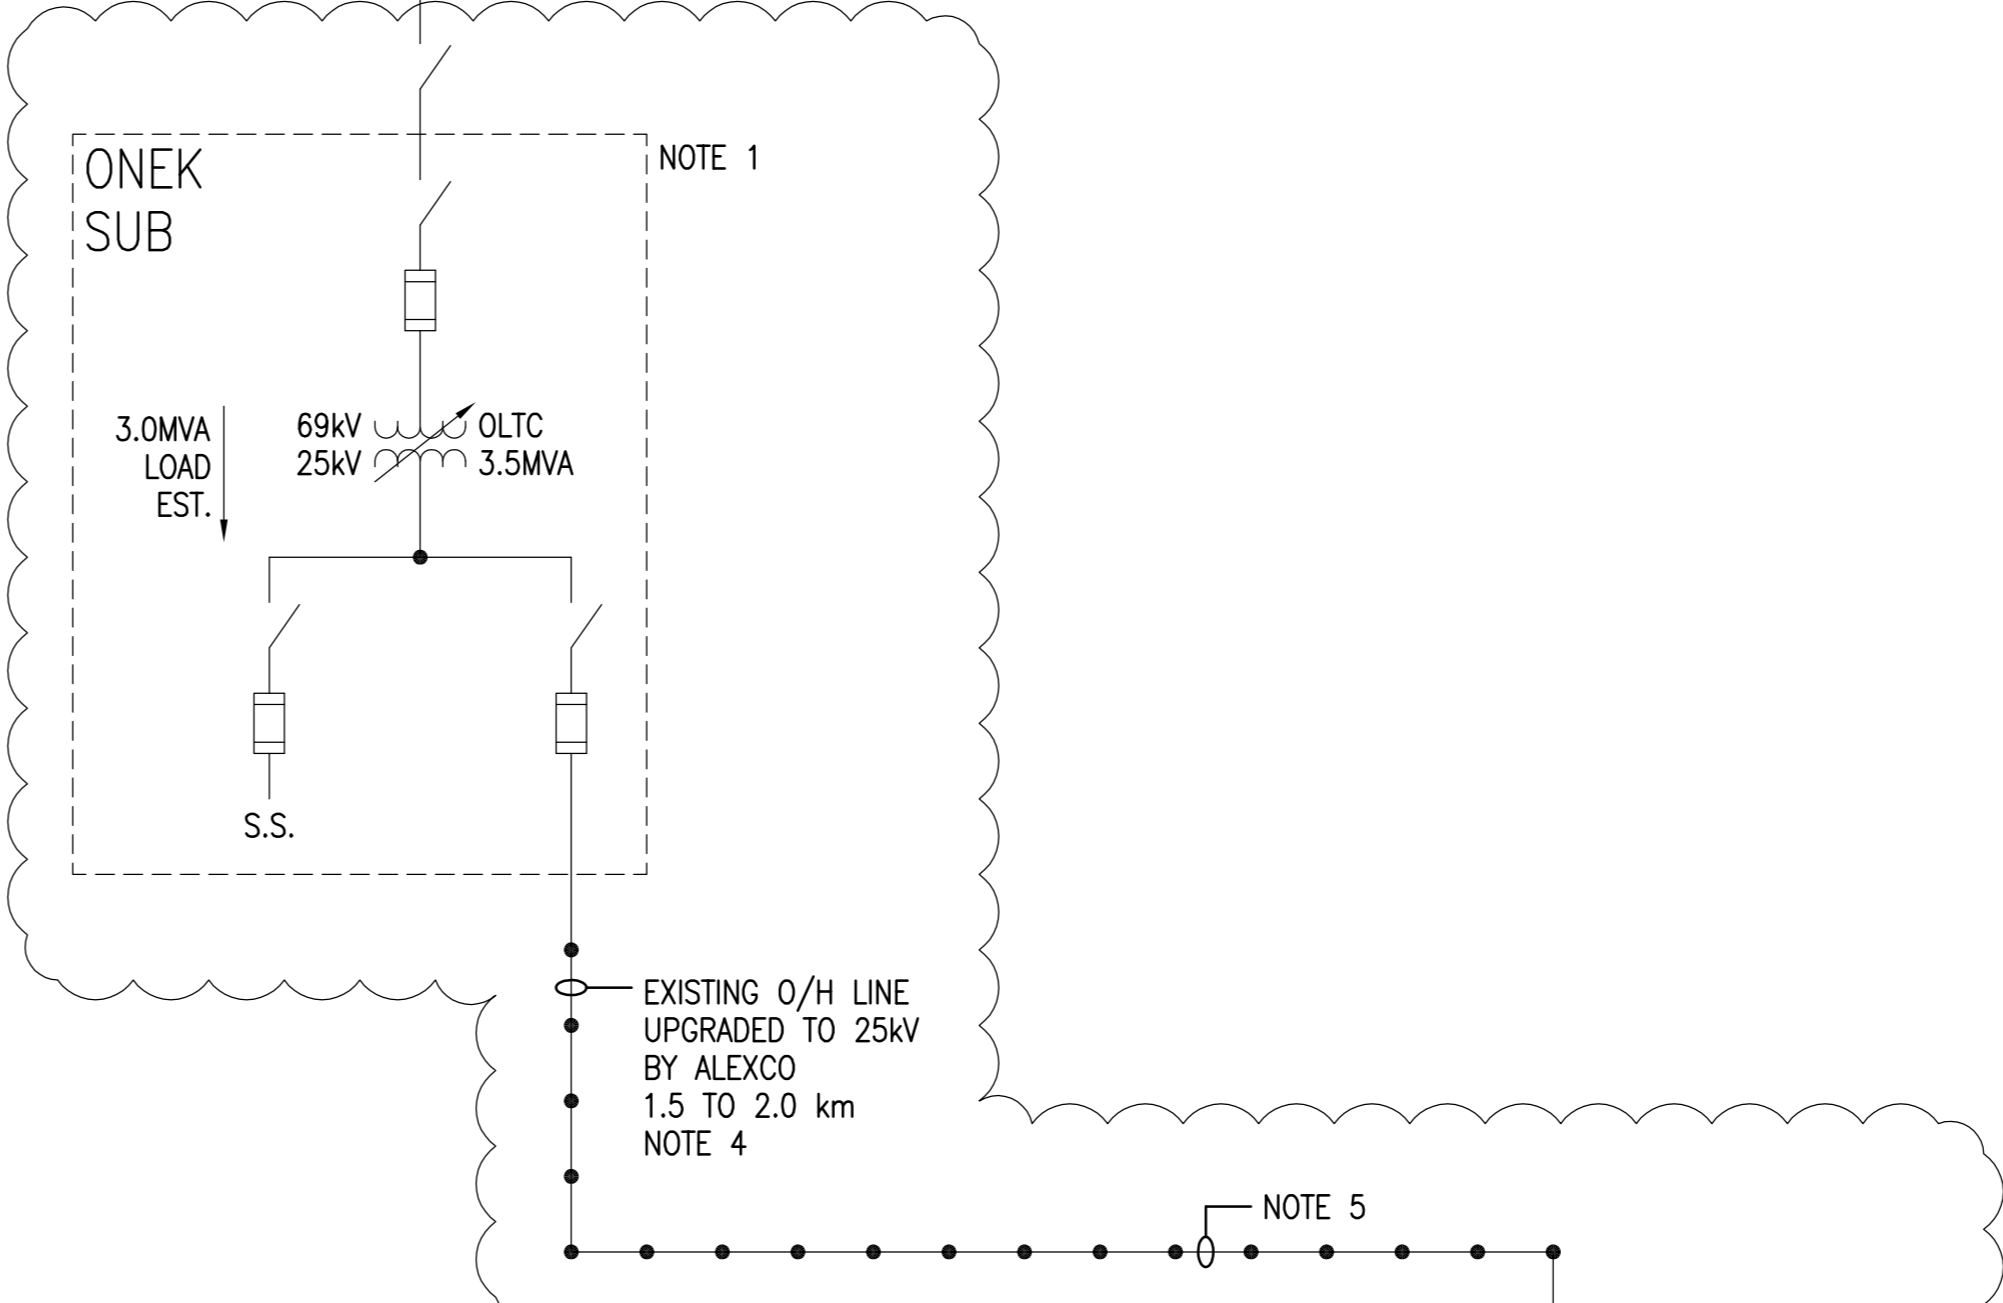 ONEK
SUB
NOTE 1
3.0MVA
LOAD
EST.
69kV
25kV
OLTC
3.5MVA
S.S.
EXISTING O/H LINE
UPGRADED TO 25kV
BY ALEXCO
1.5 TO 2.0 km
NOTE 4
NOTE 5